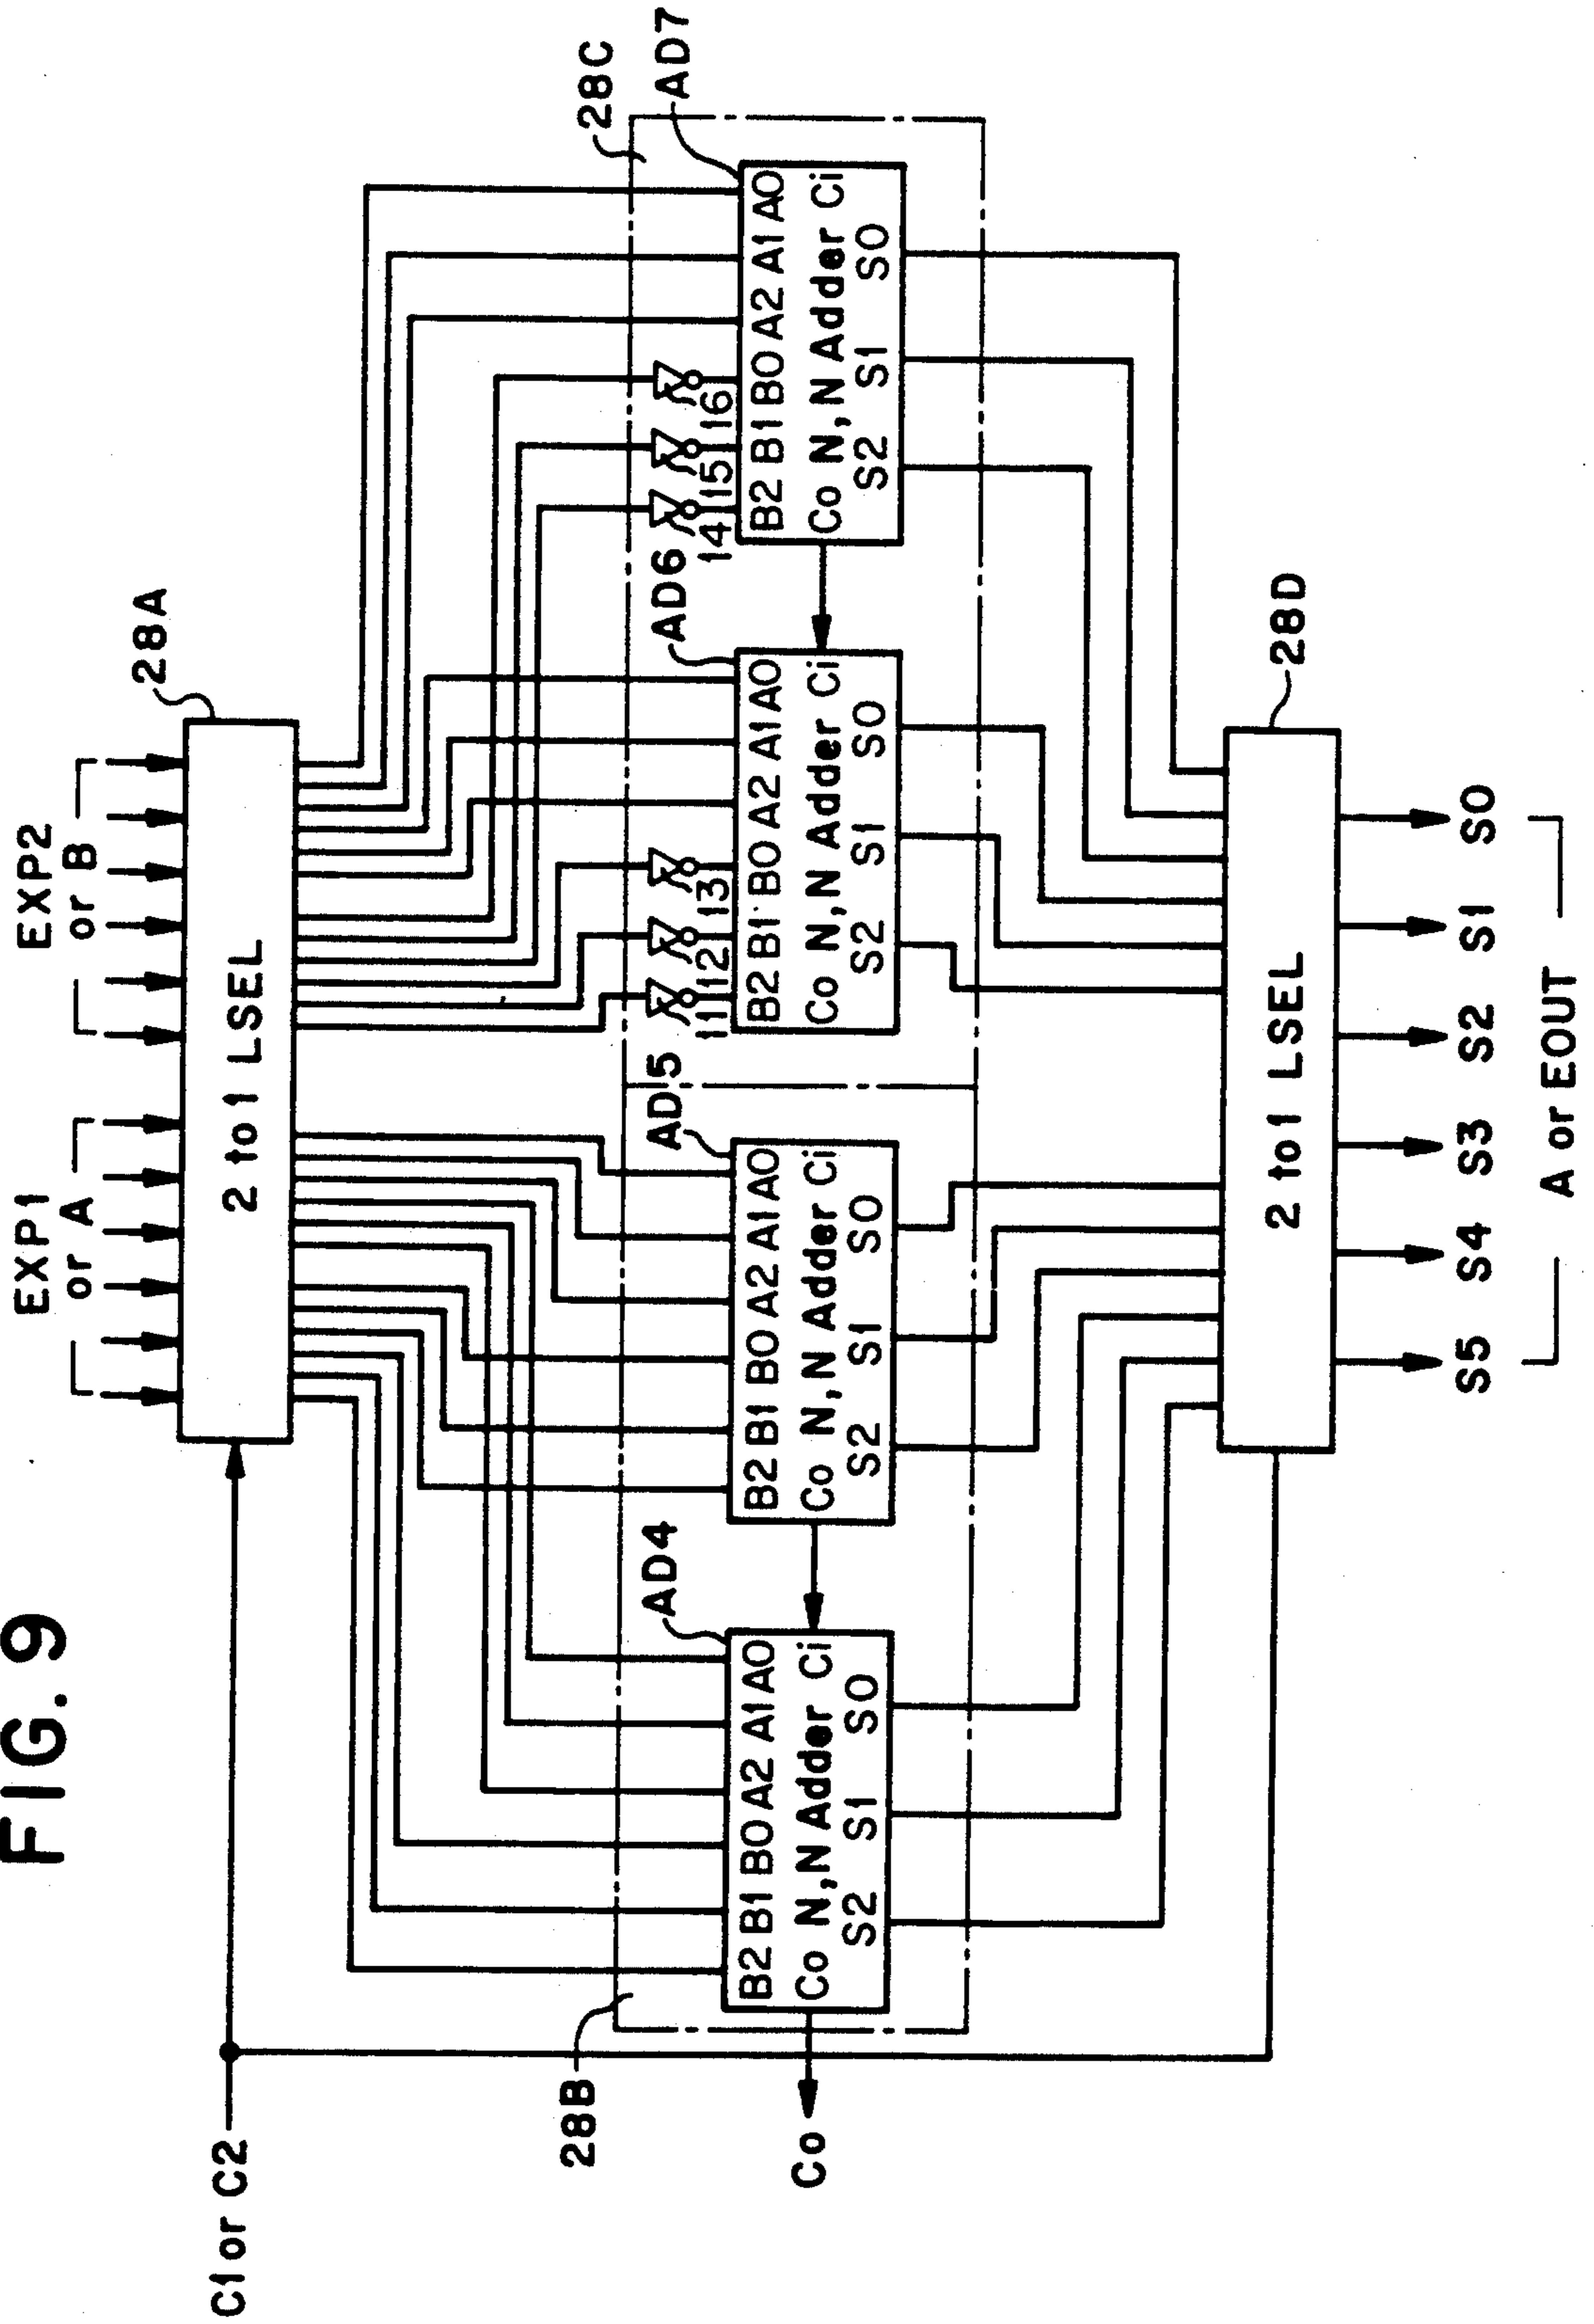 FIG. 9
EXP1
or A
EXP2
or B
C1 or C2
2 to 1 LSEL
28A
28B
28C
AD4
AD5
AD6
AD7
11
12
13
14
15
16
B2 B1 B0 A2 A1 A0
Co N,N Adder Ci
S2 S1 S0
B2 B1 B0 A2 A1 A0
Co N,N Adder Ci
S2 S1 S0
B2 B1 B0 A2 A1 A0
Co N,N Adder Ci
S2 S1 S0
B2 B1 B0 A2 A1 A0
Co N,N Adder Ci
S2 S1 S0
Co
2 to 1 LSEL
28D
S5 S4 S3 S2 S1 S0
A or EOUT